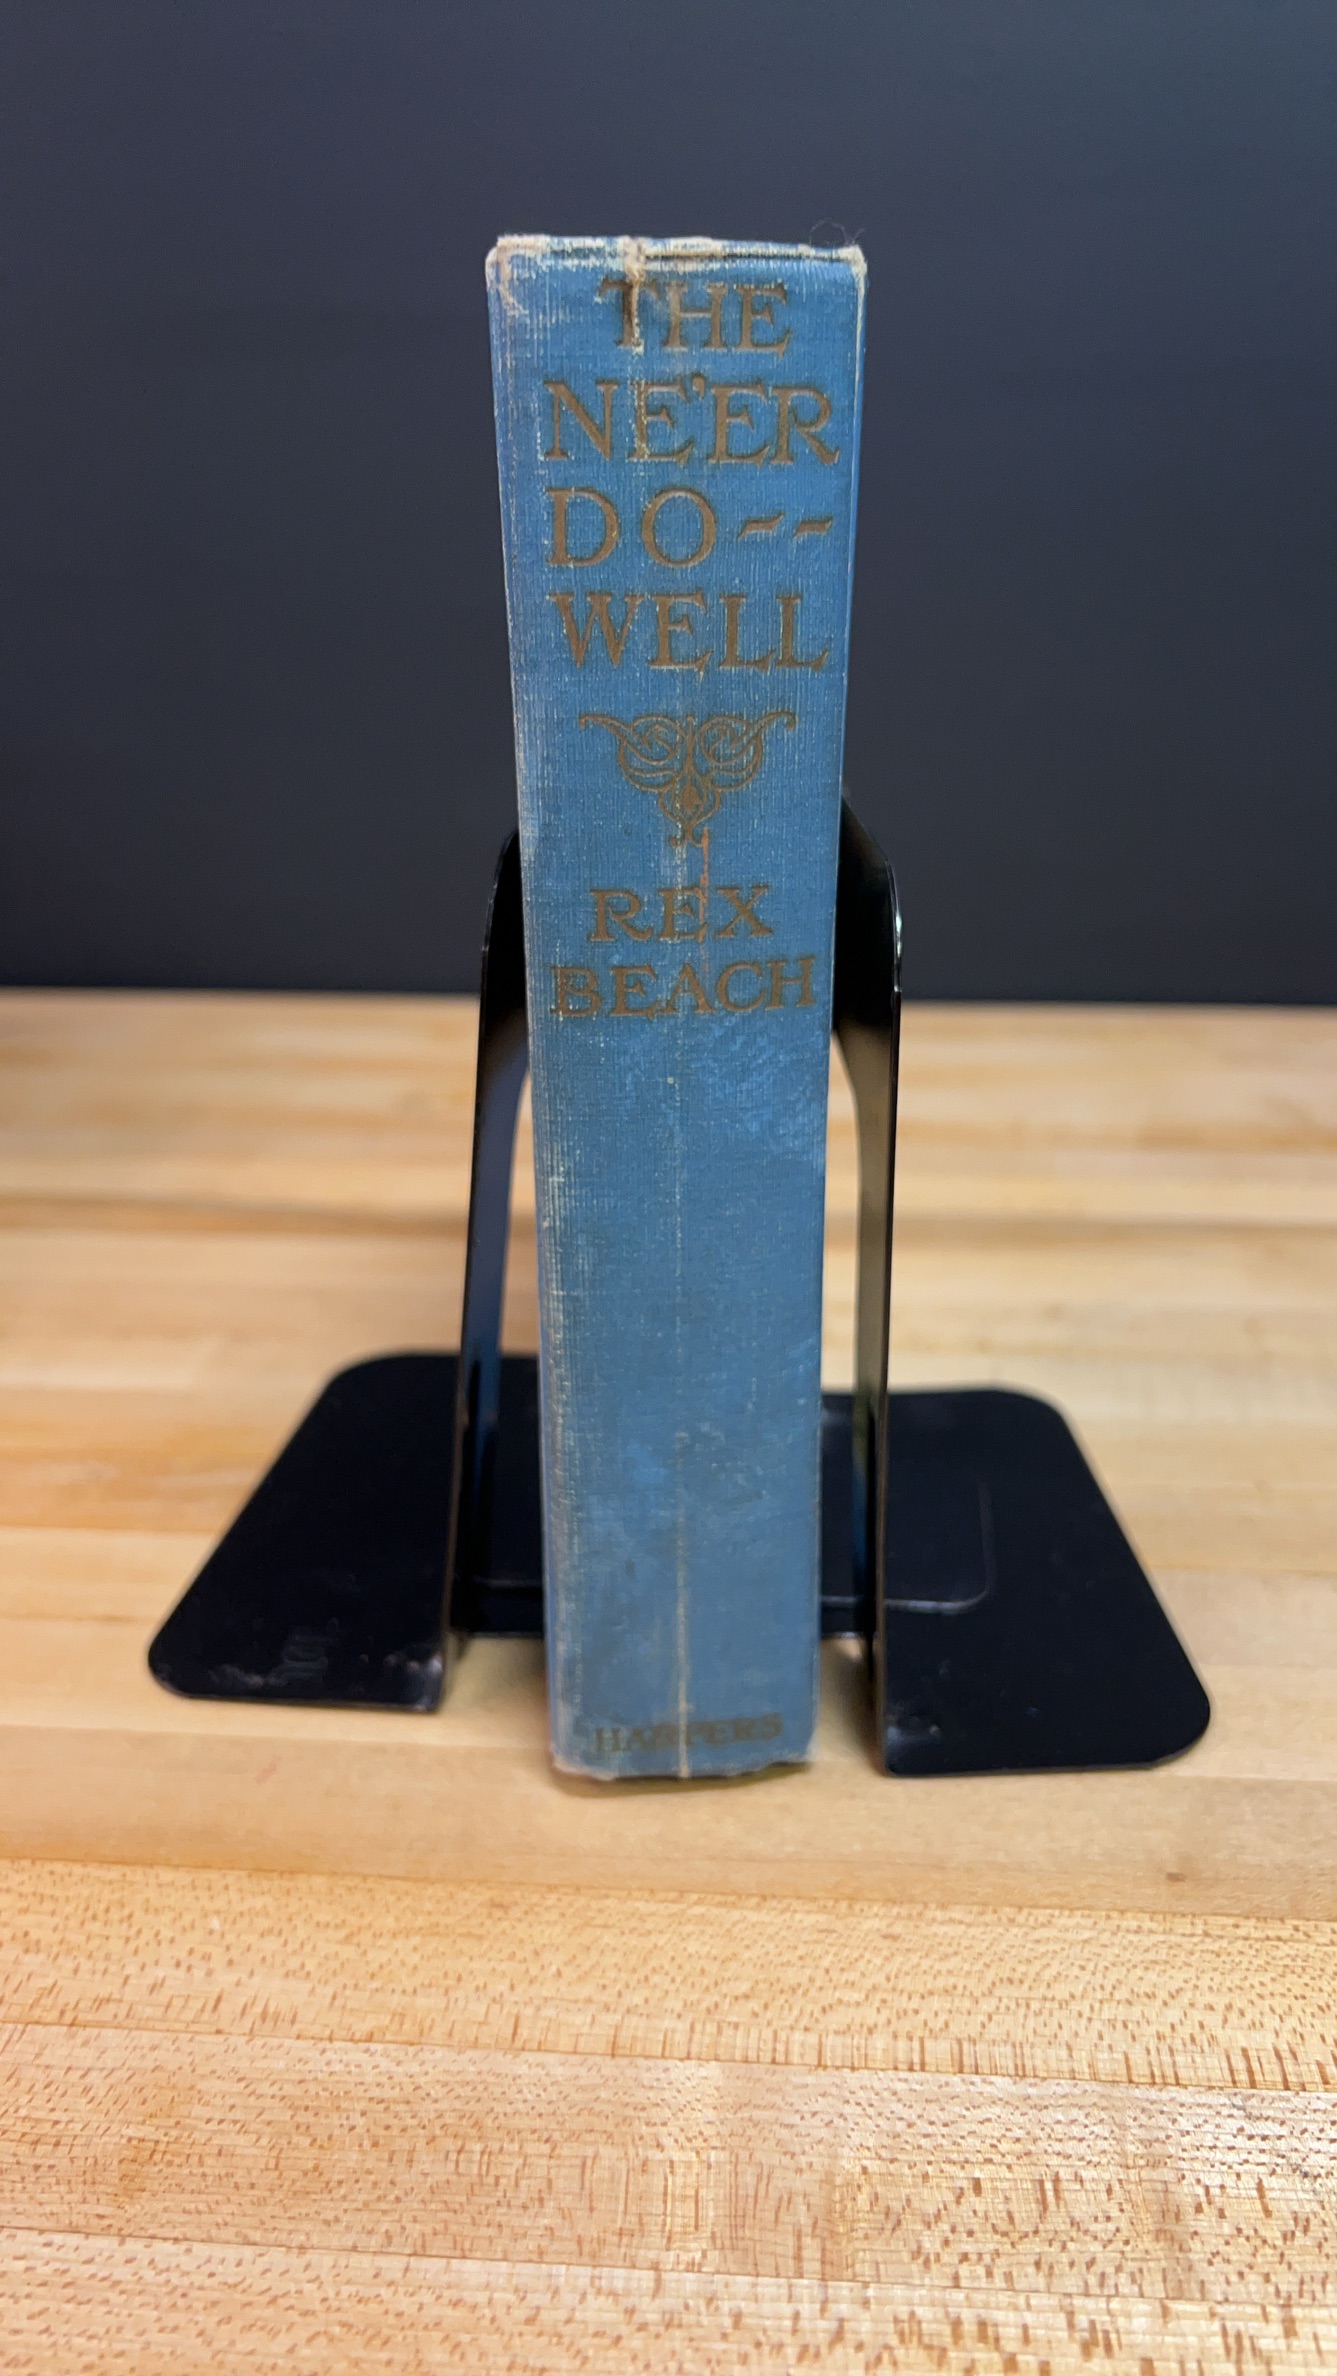 THE
NE'ER
DO--
WELL
REX
BEACH
HARPERS